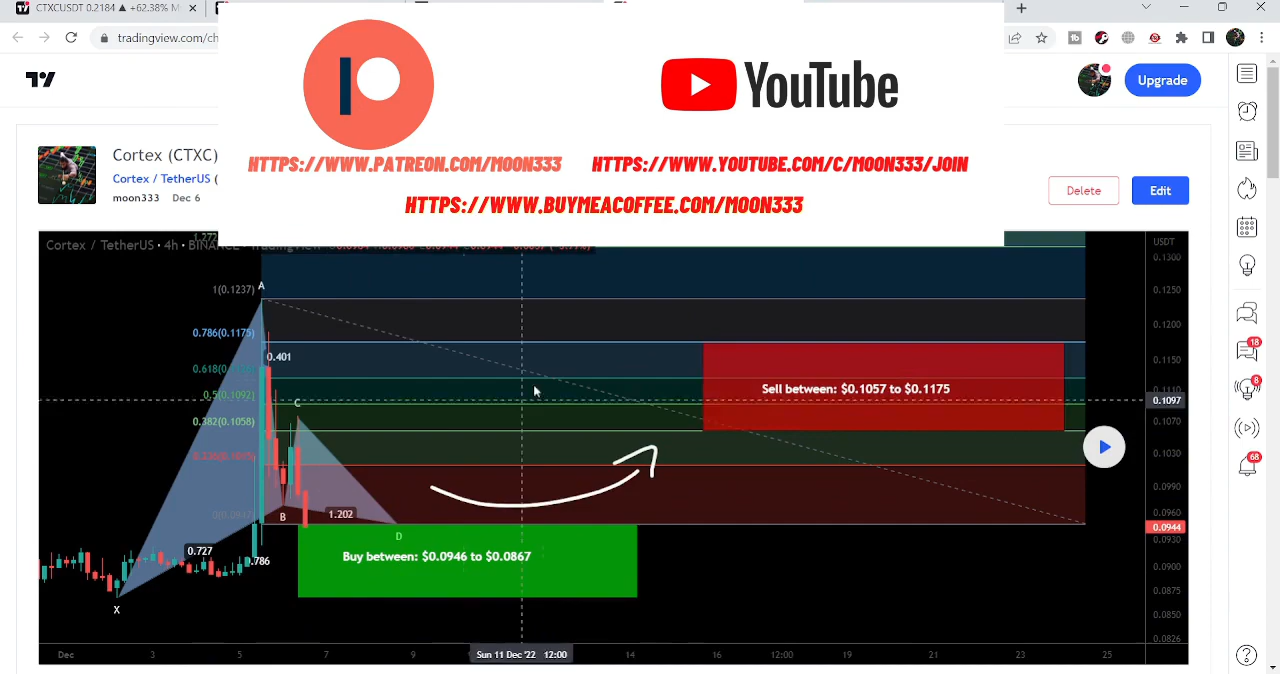 CTXCUSDT 0.2184 ▲ +62.38% M
tradingview.com/ch
YouTube
HTTPS://WWW.PATREON.COM/MOON333
HTTPS://WWW.YOUTUBE.COM/C/MOON333/JOIN
HTTPS://WWW.BUYMEACOFFEE.COM/MOON333
Upgrade
Cortex (CTXC)
Cortex / TetherUS (
moon333 Dec 6
Delete
Edit
Cortex / TetherUS · 4h · BINANCE · TradingView
USDT
0.1300
1(0.1237)
A
0.1250
0.786(0.1175)
0.1200
0.401
0.1150
0.618(
0.5(0.1092)
0.1110
Sell between: $0.1057 to $0.1175
C
0.1097
0.382(0.1058)
0.1070
0.1030
0.0990
B
1.202
0.0960
0.0944
D
0.0930
0.727
0.786
Buy between: $0.0946 to $0.0867
0.0900
0.0875
X
0.0850
0.0826
Dec 3 5 7 9 Sun 11 Dec '22 12:00 14 16 12:00 19 21 23 25
18
8
68